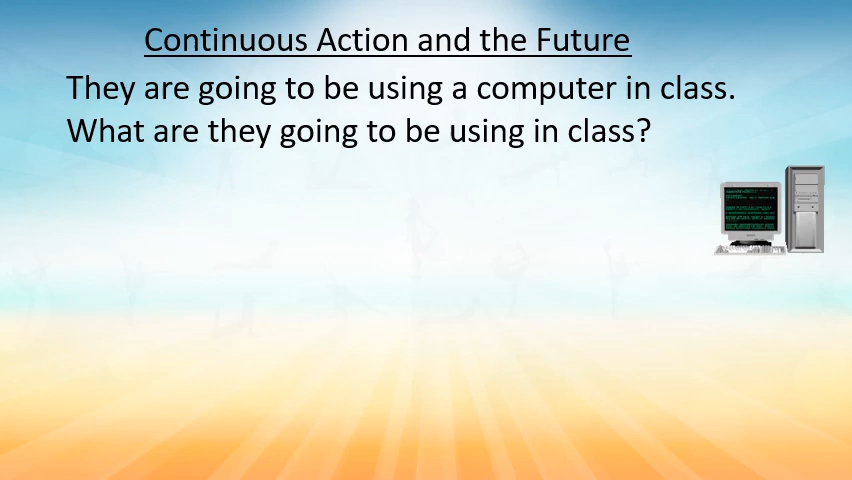 Continuous Action and the Future
They are going to be using a computer in class.
What are they going to be using in class?